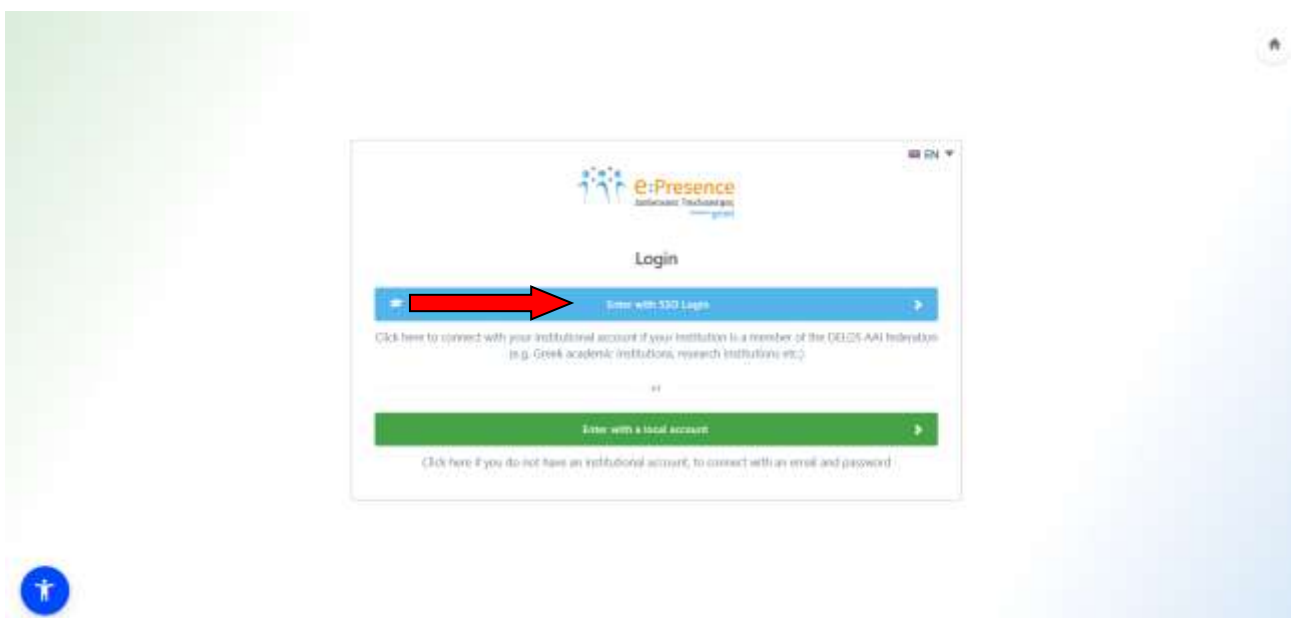 EN
e:Presence
Login
Enter with SSO Login
Click here to connect with your institutional account if your institution is a member of the DELOS AAI federation
(e.g. Greek academic institutions, research institutions etc.)
or
Enter with a local account
Click here if you do not have an institutional account, to connect with an email and password